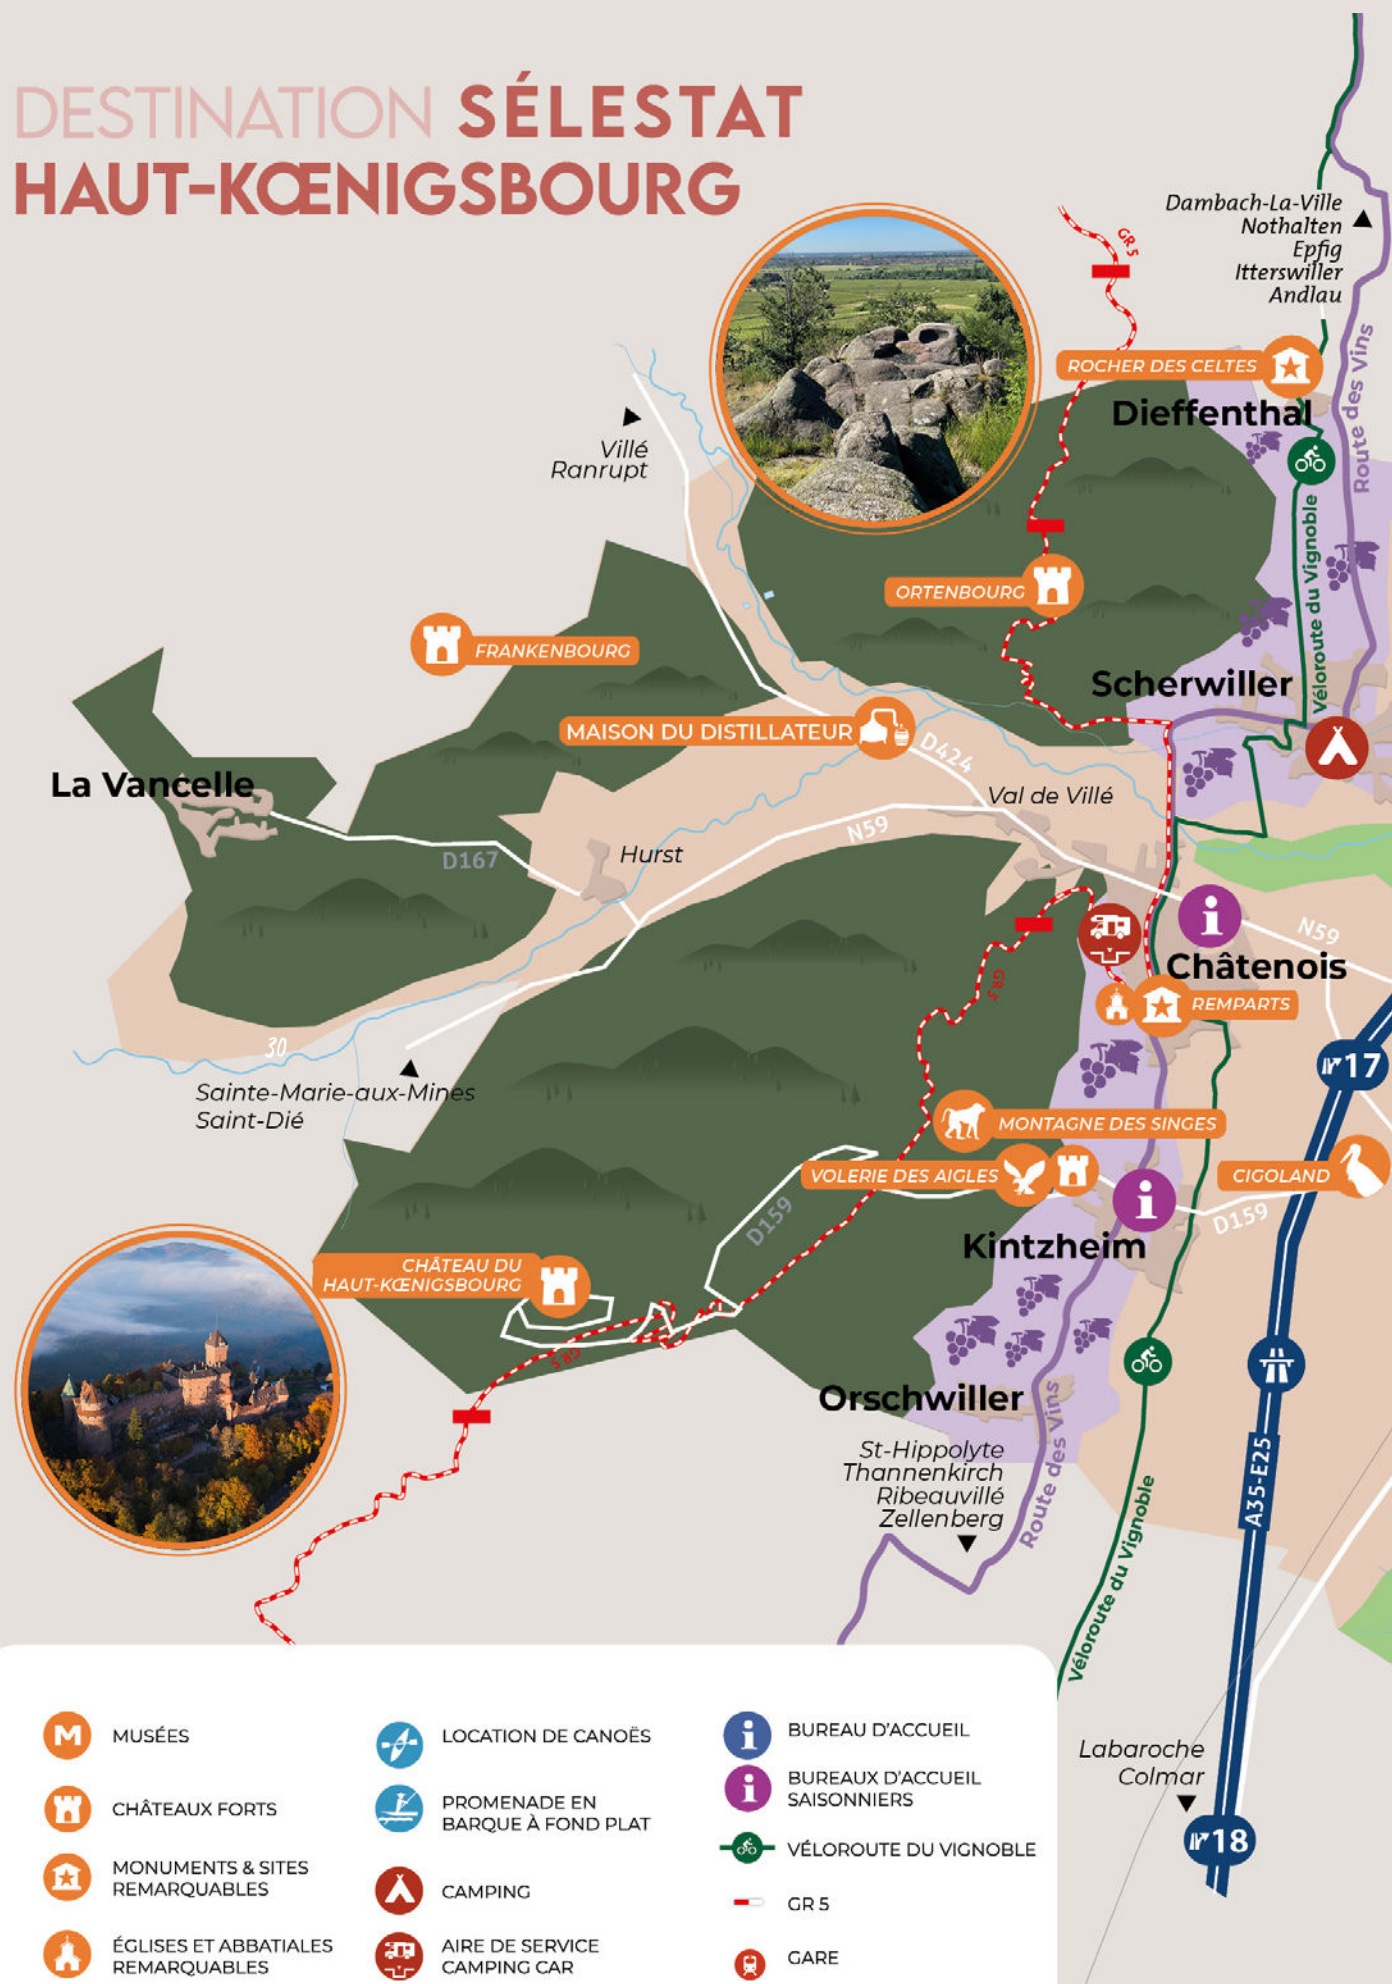 DESTINATION SÉLESTAT
HAUT-KŒNIGSBOURG
Dambach-La-Ville
Nothalten
Epfig
Itterswiller
Andlau
GR 5
ROCHER DES CELTES
Dieffenthal
Route des Vins
Villé
Ranrupt
Véloroute du Vignoble
ORTENBOURG
FRANKENBOURG
Scherwiller
MAISON DU DISTILLATEUR
D424
La Vancelle
Val de Villé
N59
Hurst
D167
N59
Châtenois
GR 5
REMPARTS
30
17
Sainte-Marie-aux-Mines
Saint-Dié
MONTAGNE DES SINGES
VOLERIE DES AIGLES
CIGOLAND
D159
D159
Kintzheim
CHÂTEAU DU
HAUT-KŒNIGSBOURG
GR 5
Orschwiller
St-Hippolyte
Thannenkirch
Ribeauvillé
Zellenberg
Route des Vins
A35-E25
Véloroute du Vignoble
Labaroche
Colmar
18
M MUSÉES
CHÂTEAUX FORTS
MONUMENTS & SITES
REMARQUABLES
ÉGLISES ET ABBATIALES
REMARQUABLES
LOCATION DE CANOËS
PROMENADE EN
BARQUE À FOND PLAT
CAMPING
AIRE DE SERVICE
CAMPING CAR
BUREAU D'ACCUEIL
BUREAUX D'ACCUEIL
SAISONNIERS
VÉLOROUTE DU VIGNOBLE
GR 5
GARE